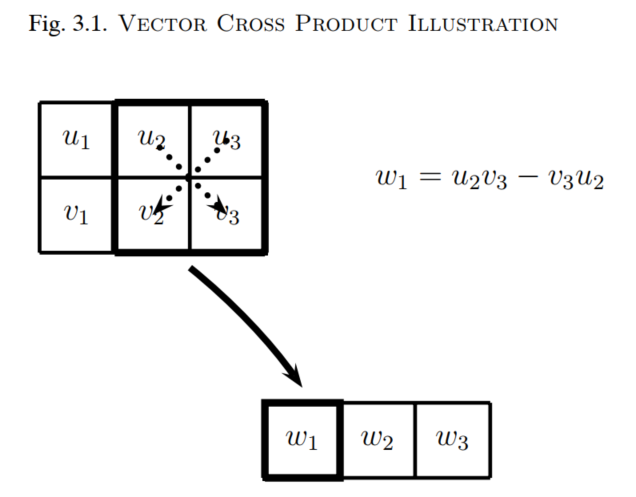 Fig. 3.1. VECTOR CROSS PRODUCT ILLUSTRATION
u₁ u₂ u₃
w₁ = u₂v₃ − v₃u₂
v₁ v₂ v₃
w₁ w₂ w₃